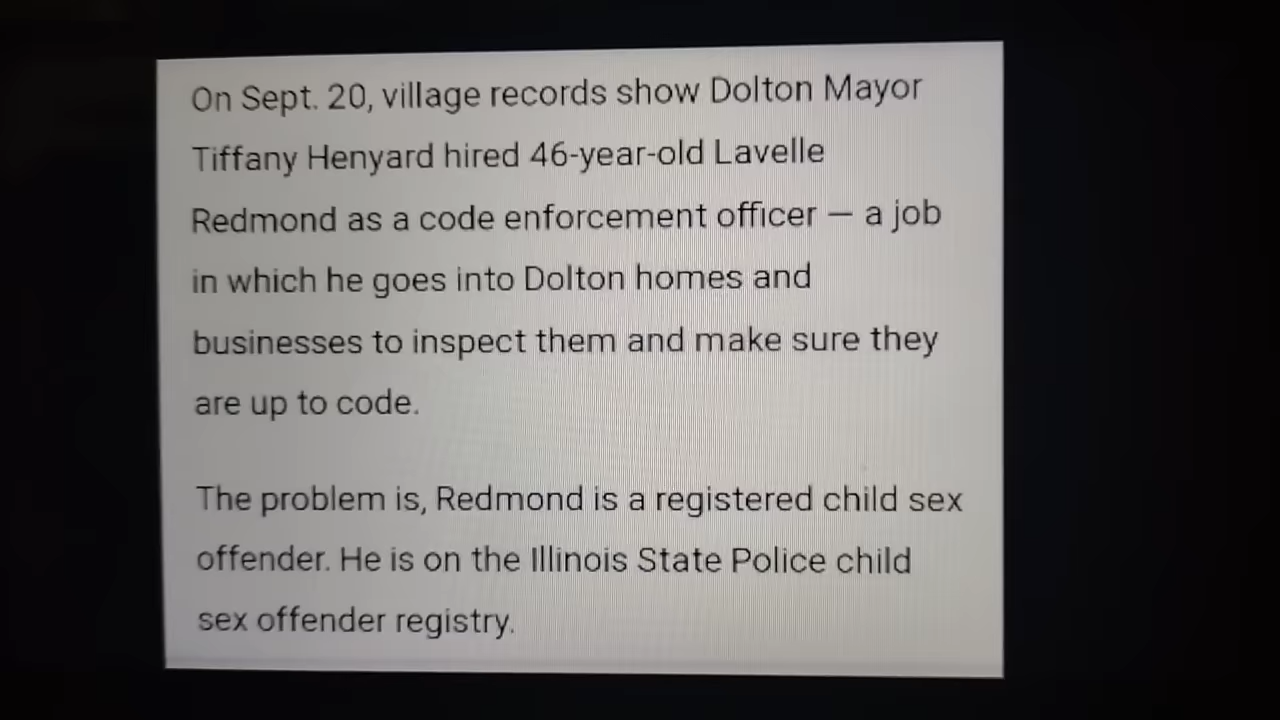 On Sept. 20, village records show Dolton Mayor
Tiffany Henyard hired 46-year-old Lavelle
Redmond as a code enforcement officer — a job
in which he goes into Dolton homes and
businesses to inspect them and make sure they
are up to code.
The problem is, Redmond is a registered child sex
offender. He is on the Illinois State Police child
sex offender registry.